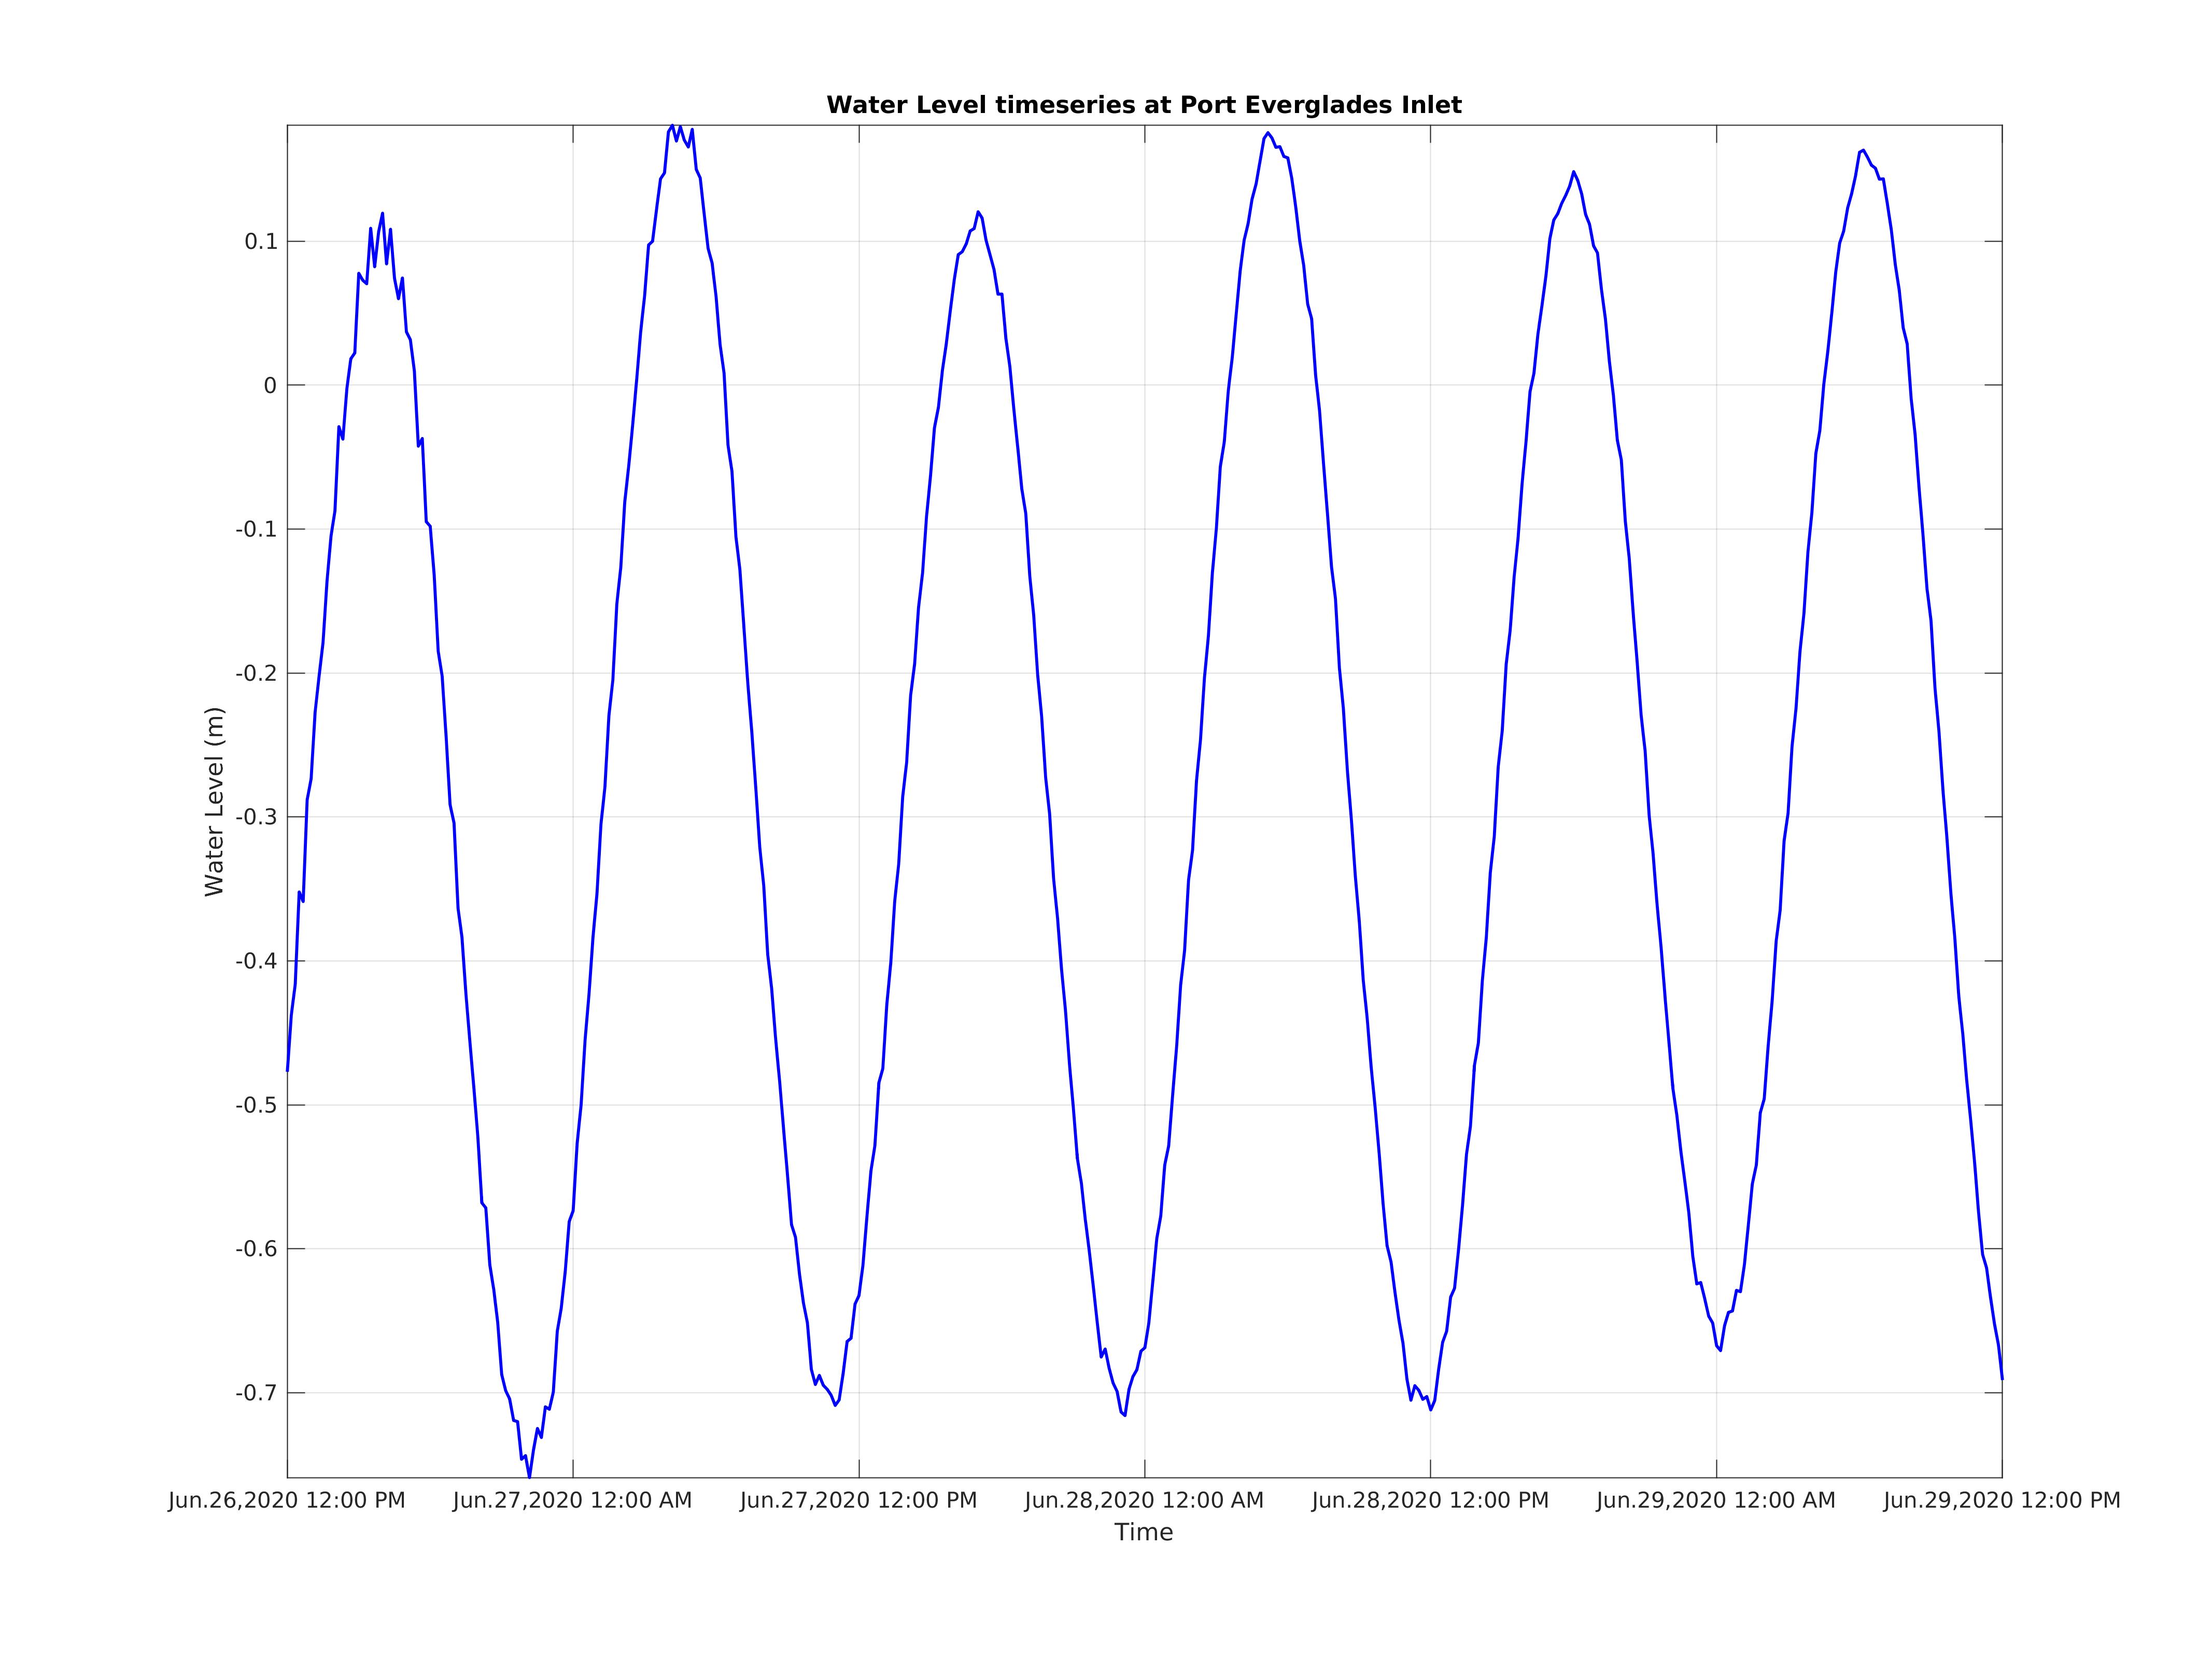 Water Level timeseries at Port Everglades Inlet
0.1
0
-0.1
-0.2
-0.3
-0.4
-0.5
-0.6
-0.7
Water Level (m)
Jun.26,2020 12:00 PM
Jun.27,2020 12:00 AM
Jun.27,2020 12:00 PM
Jun.28,2020 12:00 AM
Jun.28,2020 12:00 PM
Jun.29,2020 12:00 AM
Jun.29,2020 12:00 PM
Time